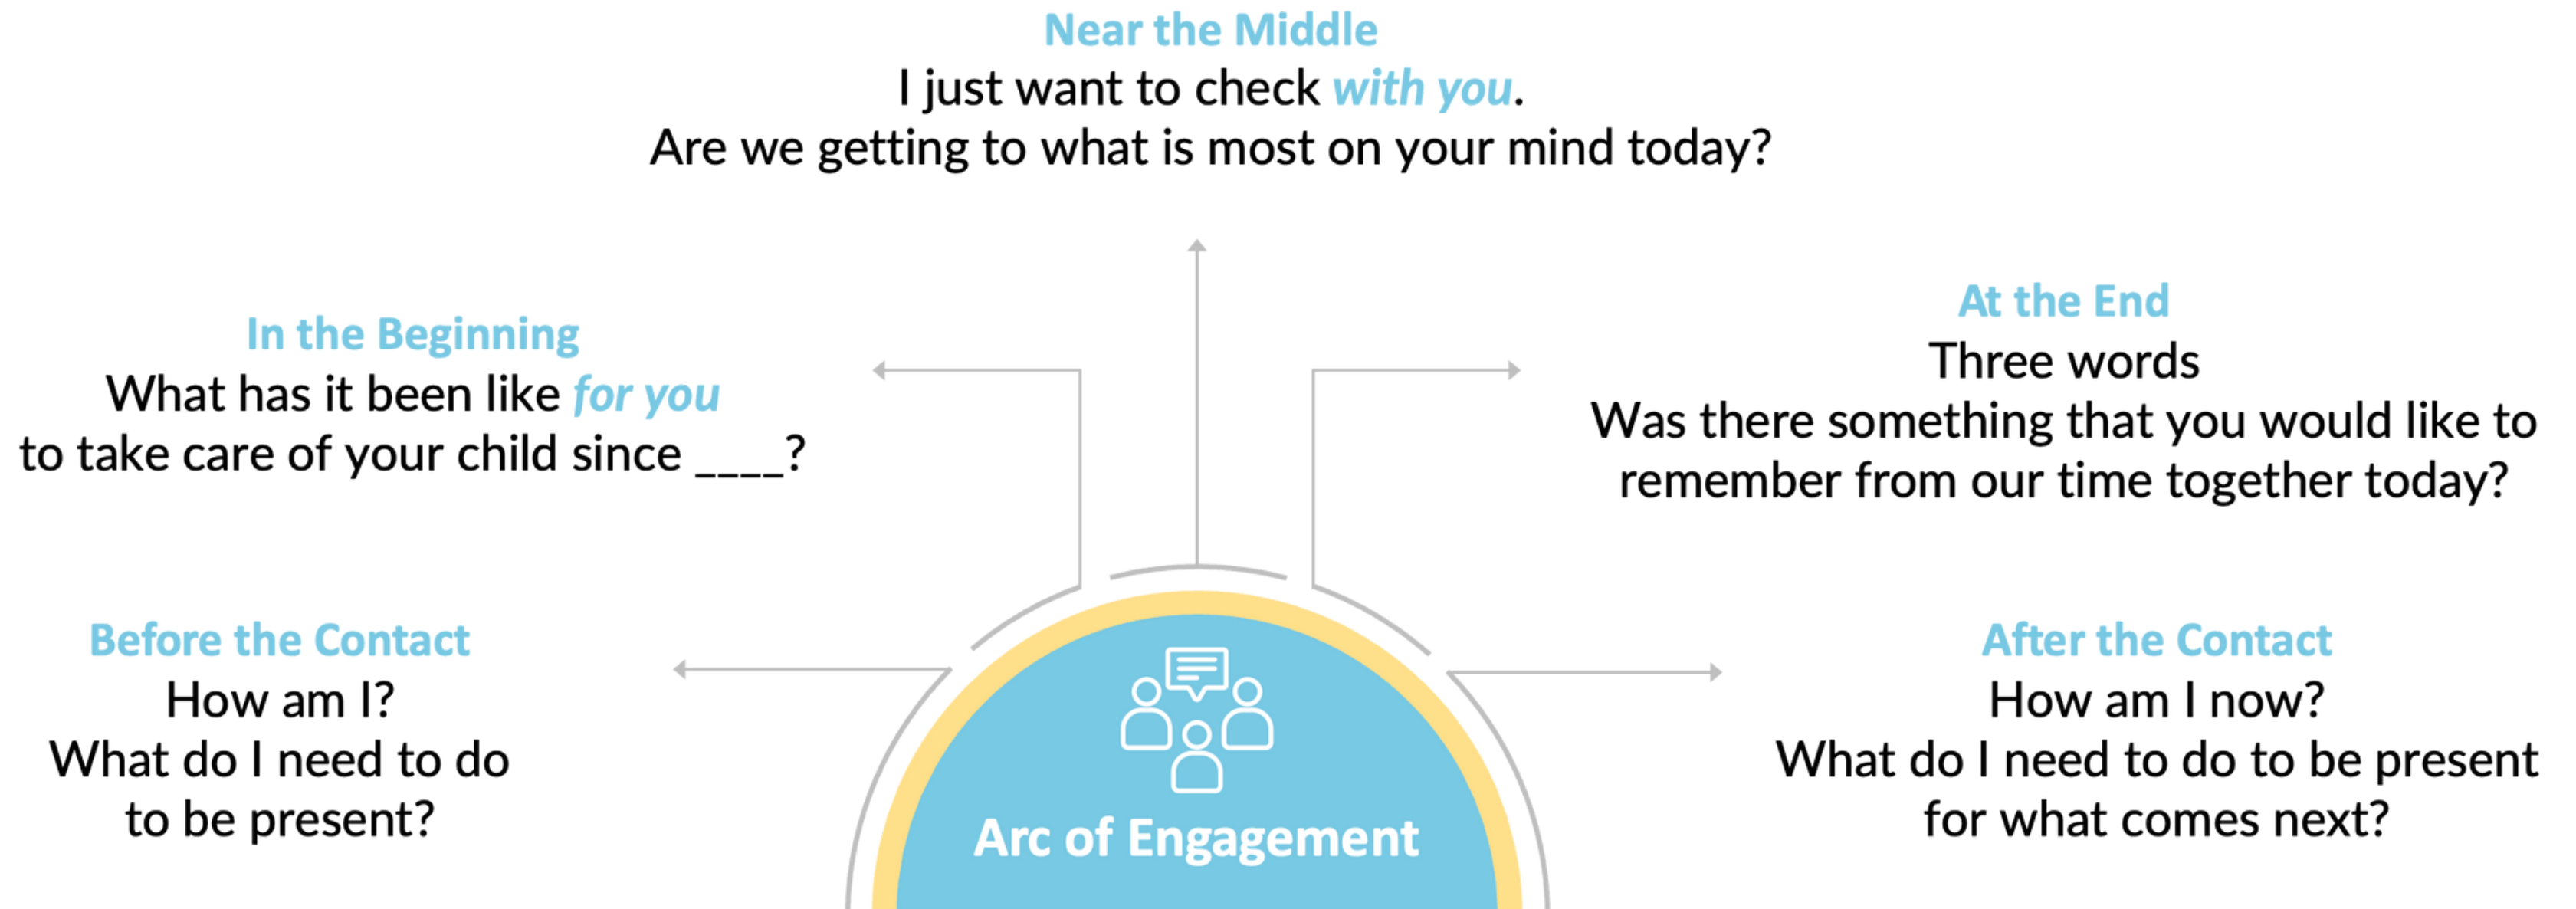 Near the Middle
I just want to check with you.
Are we getting to what is most on your mind today?
In the Beginning
What has it been like for you
to take care of your child since ____?
At the End
Three words
Was there something that you would like to
remember from our time together today?
Before the Contact
How am I?
What do I need to do
to be present?
After the Contact
How am I now?
What do I need to do to be present
for what comes next?
Arc of Engagement